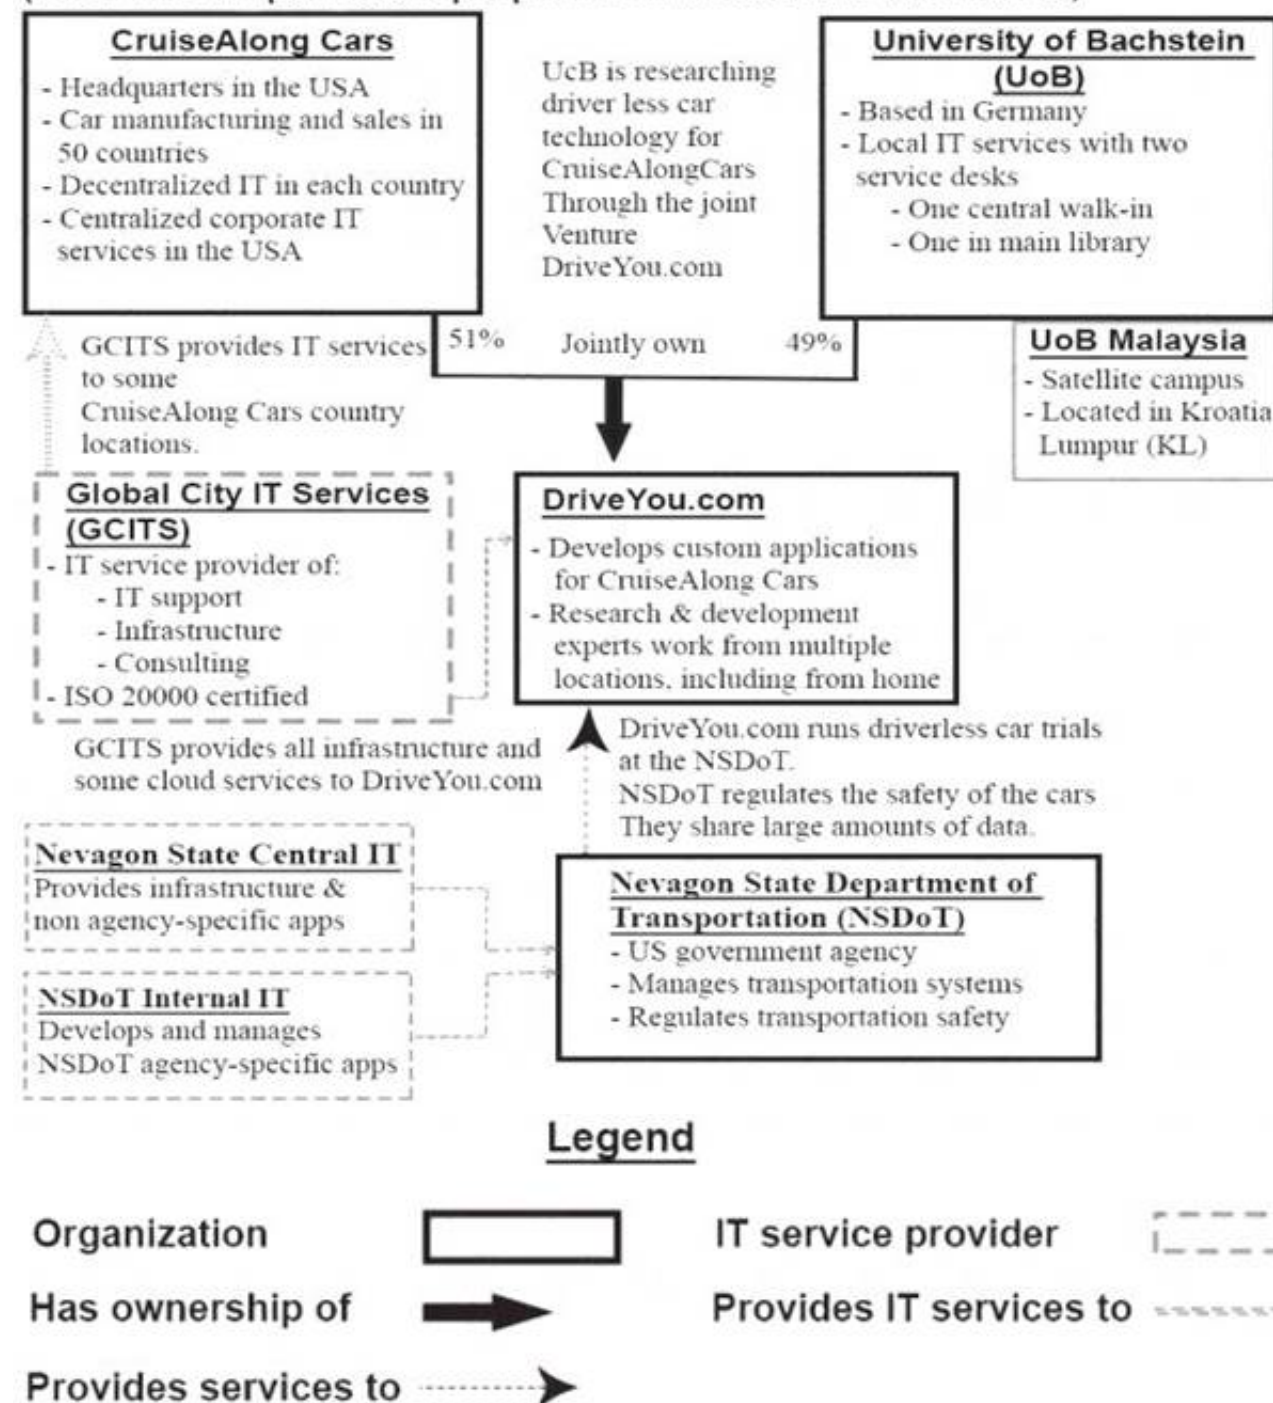 CruiseAlong Cars
- Headquarters in the USA
- Car manufacturing and sales in
50 countries
- Decentralized IT in each country
- Centralized corporate IT
services in the USA
UcB is researching
driver less car
technology for
CruiseAlongCars
Through the joint
Venture
DriveYou.com
University of Bachstein
(UoB)
- Based in Germany
- Local IT services with two
service desks
- One central walk-in
- One in main library
51%
Jointly own
49%
UoB Malaysia
- Satellite campus
- Located in Kroatia
Lumpur (KL)
GCITS provides IT services
to some
CruiseAlong Cars country
locations.
Global City IT Services
(GCITS)
- IT service provider of:
- IT support
- Infrastructure
- Consulting
- ISO 20000 certified
DriveYou.com
- Develops custom applications
for CruiseAlong Cars
- Research & development
experts work from multiple
locations, including from home
GCITS provides all infrastructure and
some cloud services to DriveYou.com
DriveYou.com runs driverless car trials
at the NSDoT.
NSDoT regulates the safety of the cars
They share large amounts of data.
Nevagon State Central IT
Provides infrastructure &
non agency-specific apps
NSDoT Internal IT
Develops and manages
NSDoT agency-specific apps
Nevagon State Department of
Transportation (NSDoT)
- US government agency
- Manages transportation systems
- Regulates transportation safety
Legend
Organization
IT service provider
Has ownership of
Provides IT services to
Provides services to